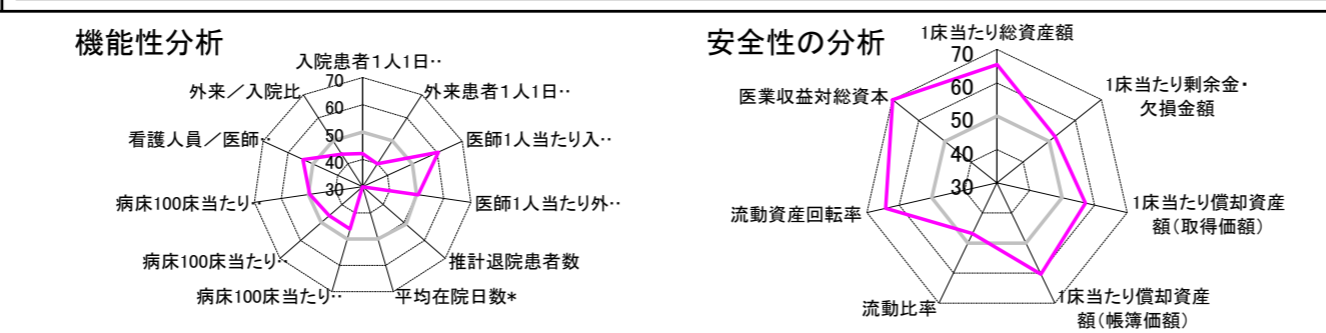 機能性分析
入院患者1人1日‥
外来患者1人1日‥
医師1人当たり入‥
医師1人当たり外‥
推計退院患者数
平均在院日数*
病床100床当たり‥
病床100床当たり‥
病床100床当たり‥
看護人員/医師‥
外来/入院比
70
60
50
40
30
安全性の分析
1床当たり総資産額
1床当たり剰余金・
欠損金額
1床当たり償却資産
額(取得価額)
1床当たり償却資産
額(帳簿価額)
流動比率
流動資産回転率
医業収益対総資本
70
60
50
40
30